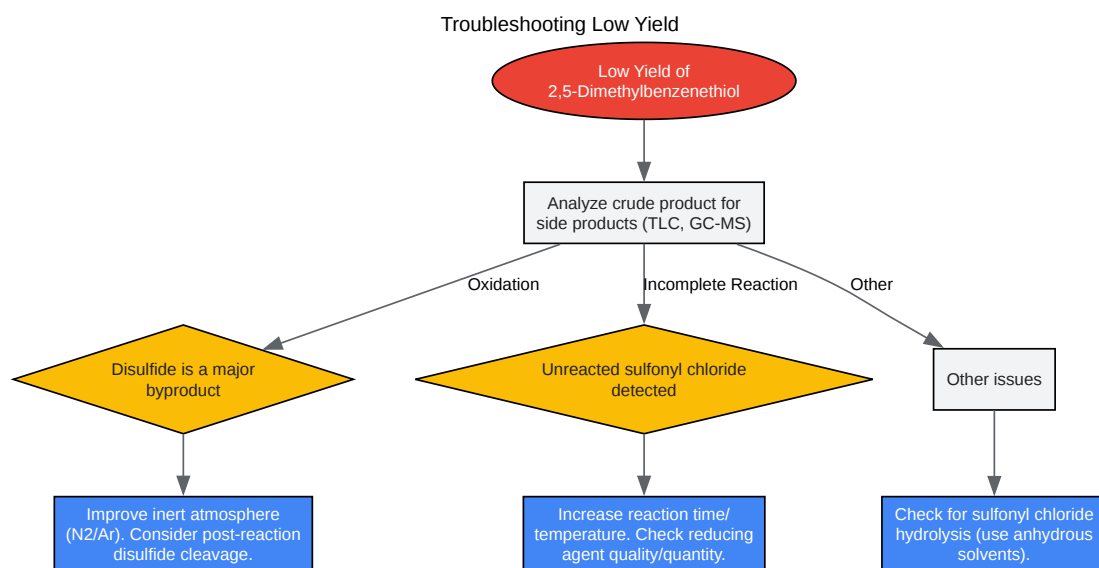 Troubleshooting Low Yield
Low Yield of
2,5-Dimethylbenzenethiol
Analyze crude product for
side products (TLC, GC-MS)
Oxidation
Incomplete Reaction
Other
Disulfide is a major
byproduct
Unreacted sulfonyl chloride
detected
Other issues
Improve inert atmosphere
(N2/Ar). Consider post-reaction
disulfide cleavage.
Increase reaction time/
temperature. Check reducing
agent quality/quantity.
Check for sulfonyl chloride
hydrolysis (use anhydrous
solvents).